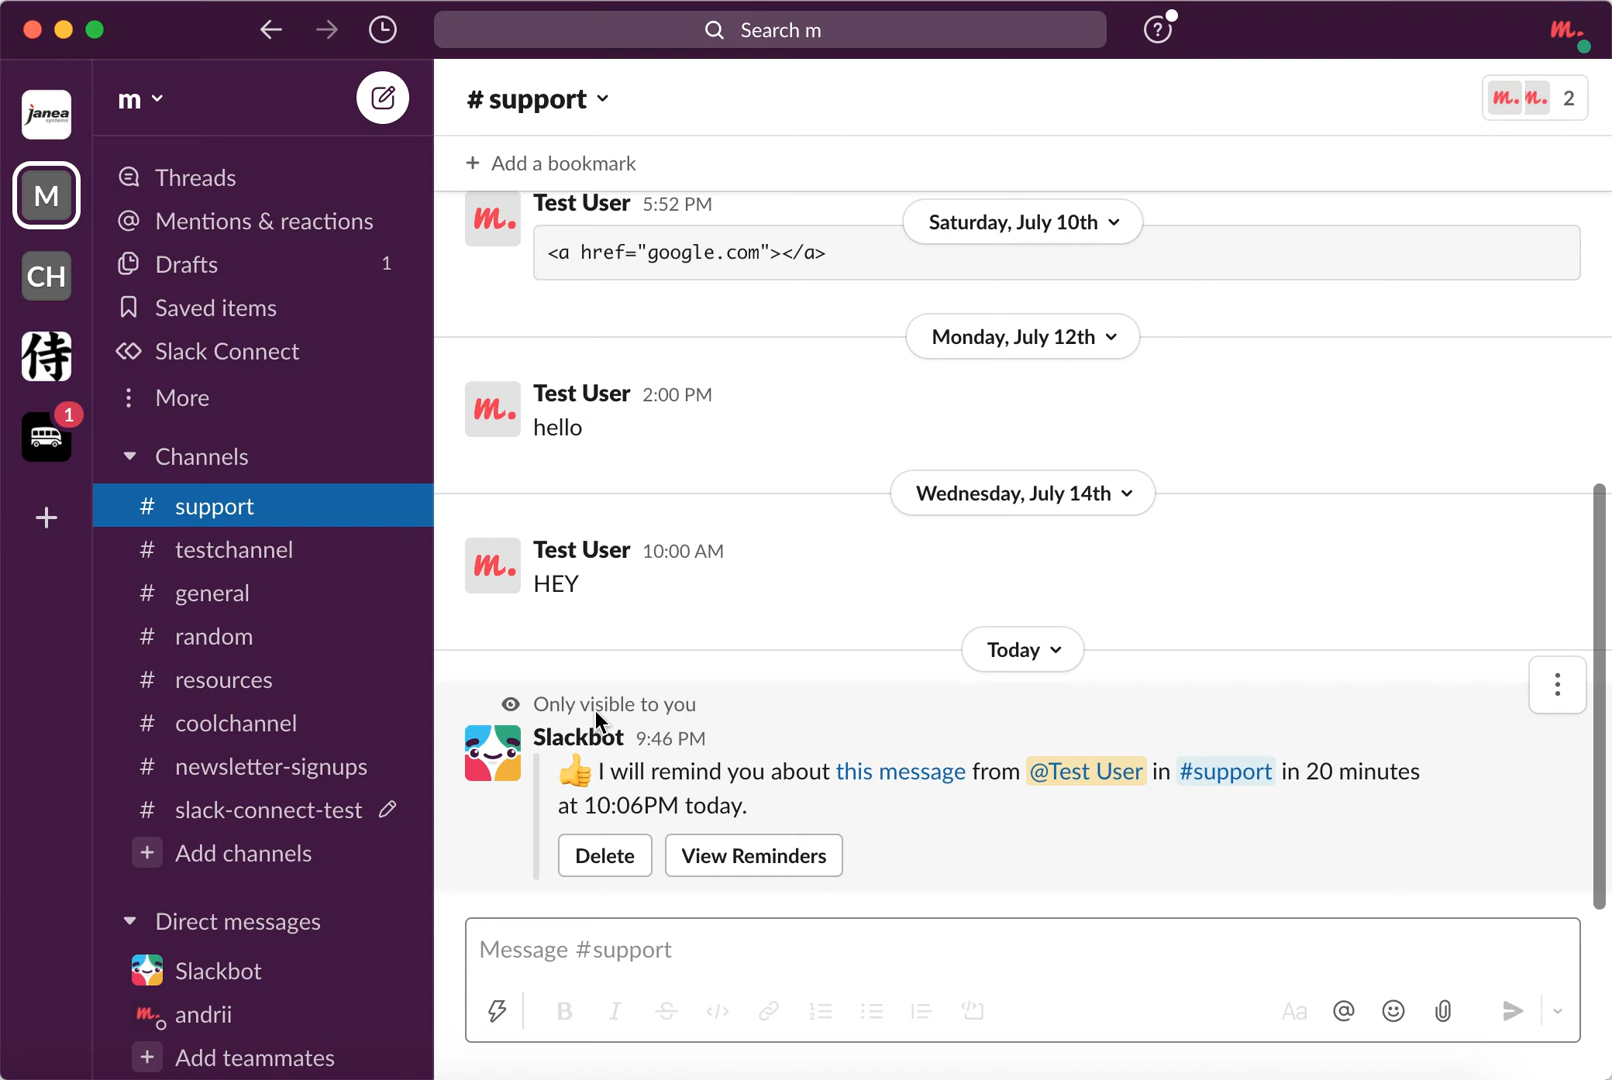 Search m
m.
janea
systems
M
CH
侍
1
m
Threads
Mentions & reactions
Drafts 1
Saved items
Slack Connect
More
Channels
# support
# testchannel
# general
# random
# resources
# coolchannel
# newsletter-signups
# slack-connect-test
+ Add channels
Direct messages
Slackbot
m. andrii
+ Add teammates
# support
m. m. 2
+ Add a bookmark
m. Test User 5:52 PM
Saturday, July 10th
<a href="google.com"></a>
Monday, July 12th
m. Test User 2:00 PM
hello
Wednesday, July 14th
m. Test User 10:00 AM
HEY
Today
Only visible to you
Slackbot 9:46 PM
👍 I will remind you about this message from @Test User in #support in 20 minutes
at 10:06PM today.
Delete View Reminders
Message #support
B I S </> Aa @